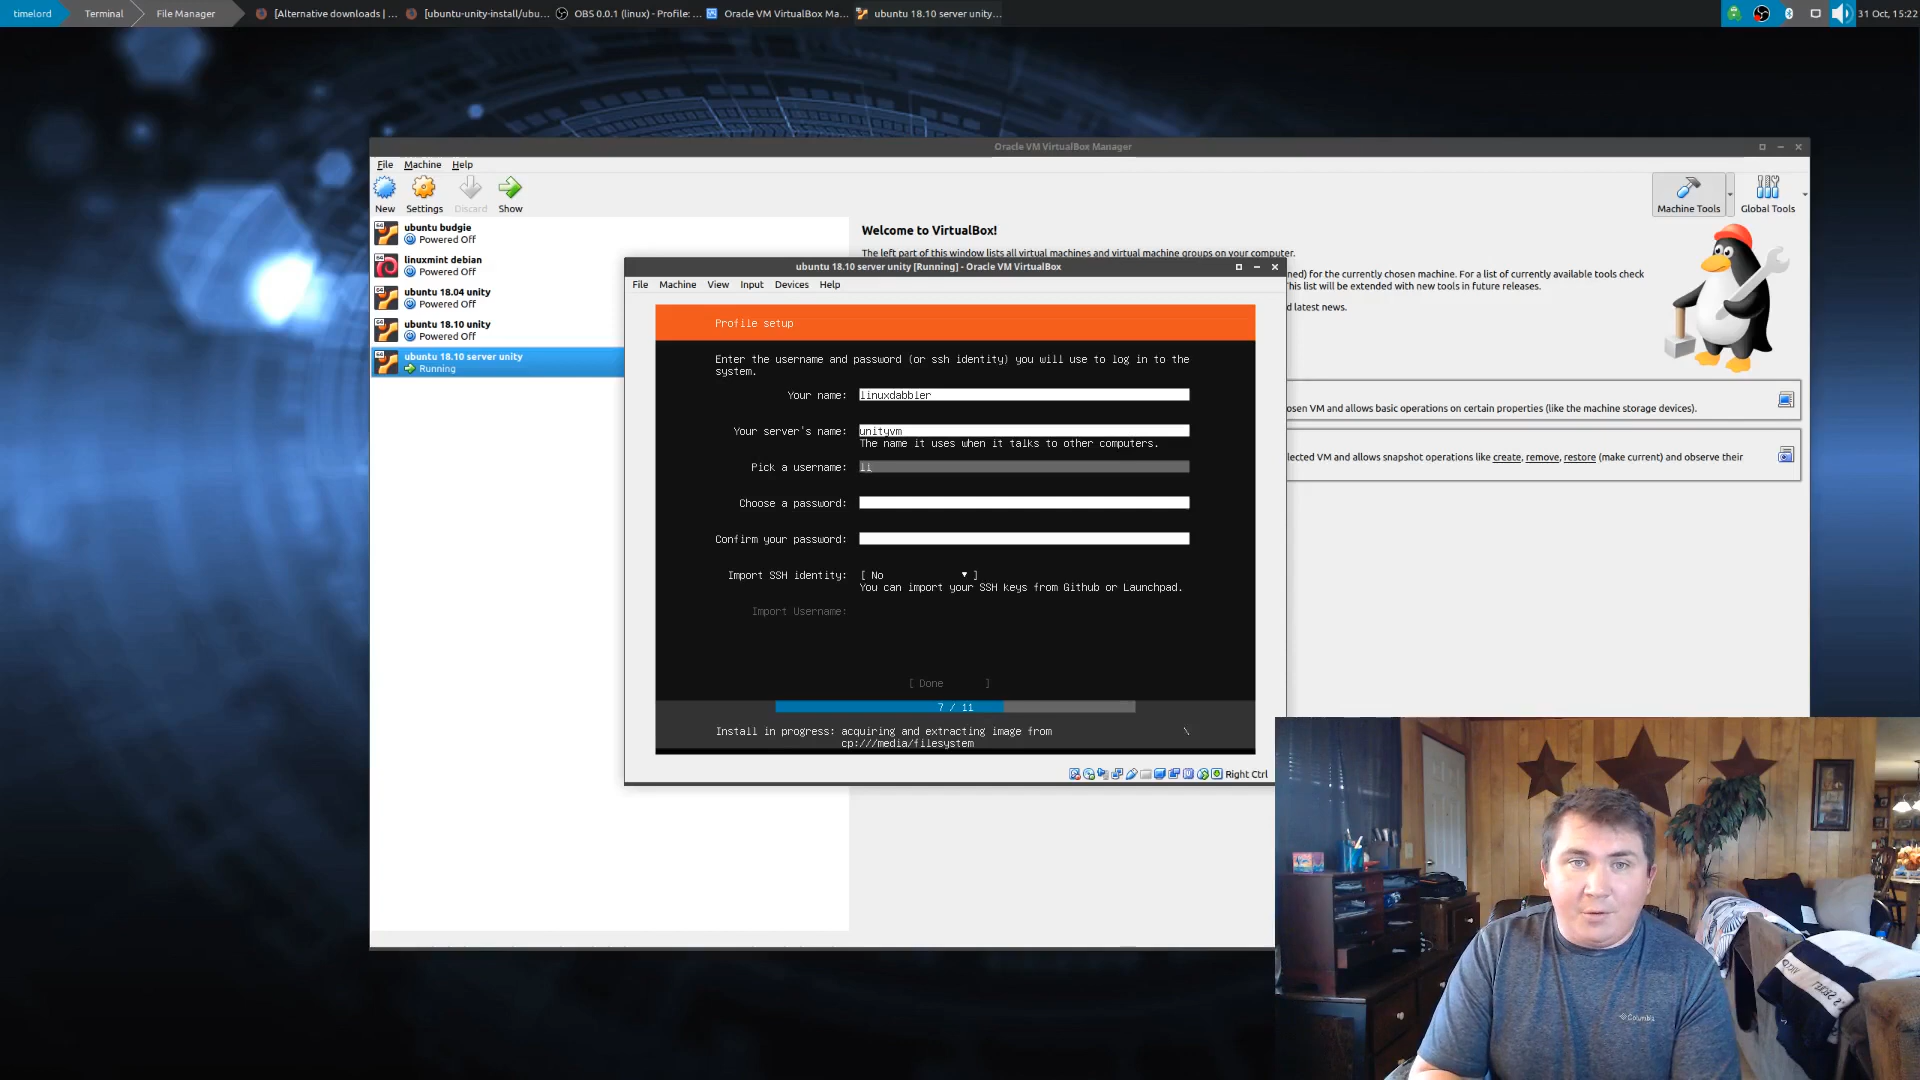 timelord
Terminal
File Manager
[Alternative downloads | ...
[ubuntu-unity-install/ubu...
OBS 0.0.1 (linux) - Profile: ...
Oracle VM VirtualBox Ma...
ubuntu 18.10 server unity...
31 Oct, 15:22
Oracle VM VirtualBox Manager
File Machine Help
New
Settings
Discard
Show
Machine Tools
Global Tools
ubuntu budgie
Powered Off
linuxmint debian
Powered Off
ubuntu 18.04 unity
Powered Off
ubuntu 18.10 unity
Powered Off
ubuntu 18.10 server unity
Running
Welcome to VirtualBox!
The left part of this window lists all virtual machines and virtual machine groups on your computer.
) for the currently chosen machine. For a list of currently available tools check
his list will be extended with new tools in future releases.
d latest news.
osen VM and allows basic operations on certain properties (like the machine storage devices).
lected VM and allows snapshot operations like create, remove, restore (make current) and observe their
ubuntu 18.10 server unity [Running] - Oracle VM VirtualBox
File Machine View Input Devices Help
Profile setup
Enter the username and password (or ssh identity) you will use to log in to the
system.
Your name: linuxdabbler
Your server's name: unityvm
The name it uses when it talks to other computers.
Pick a username: li
Choose a password:
Confirm your password:
Import SSH identity: [ No ▼ ]
You can import your SSH keys from Github or Launchpad.
Import Username:
[ Done ]
7 / 11
Install in progress: acquiring and extracting image from \
cp:///media/filesystem
Right Ctrl
Columbia